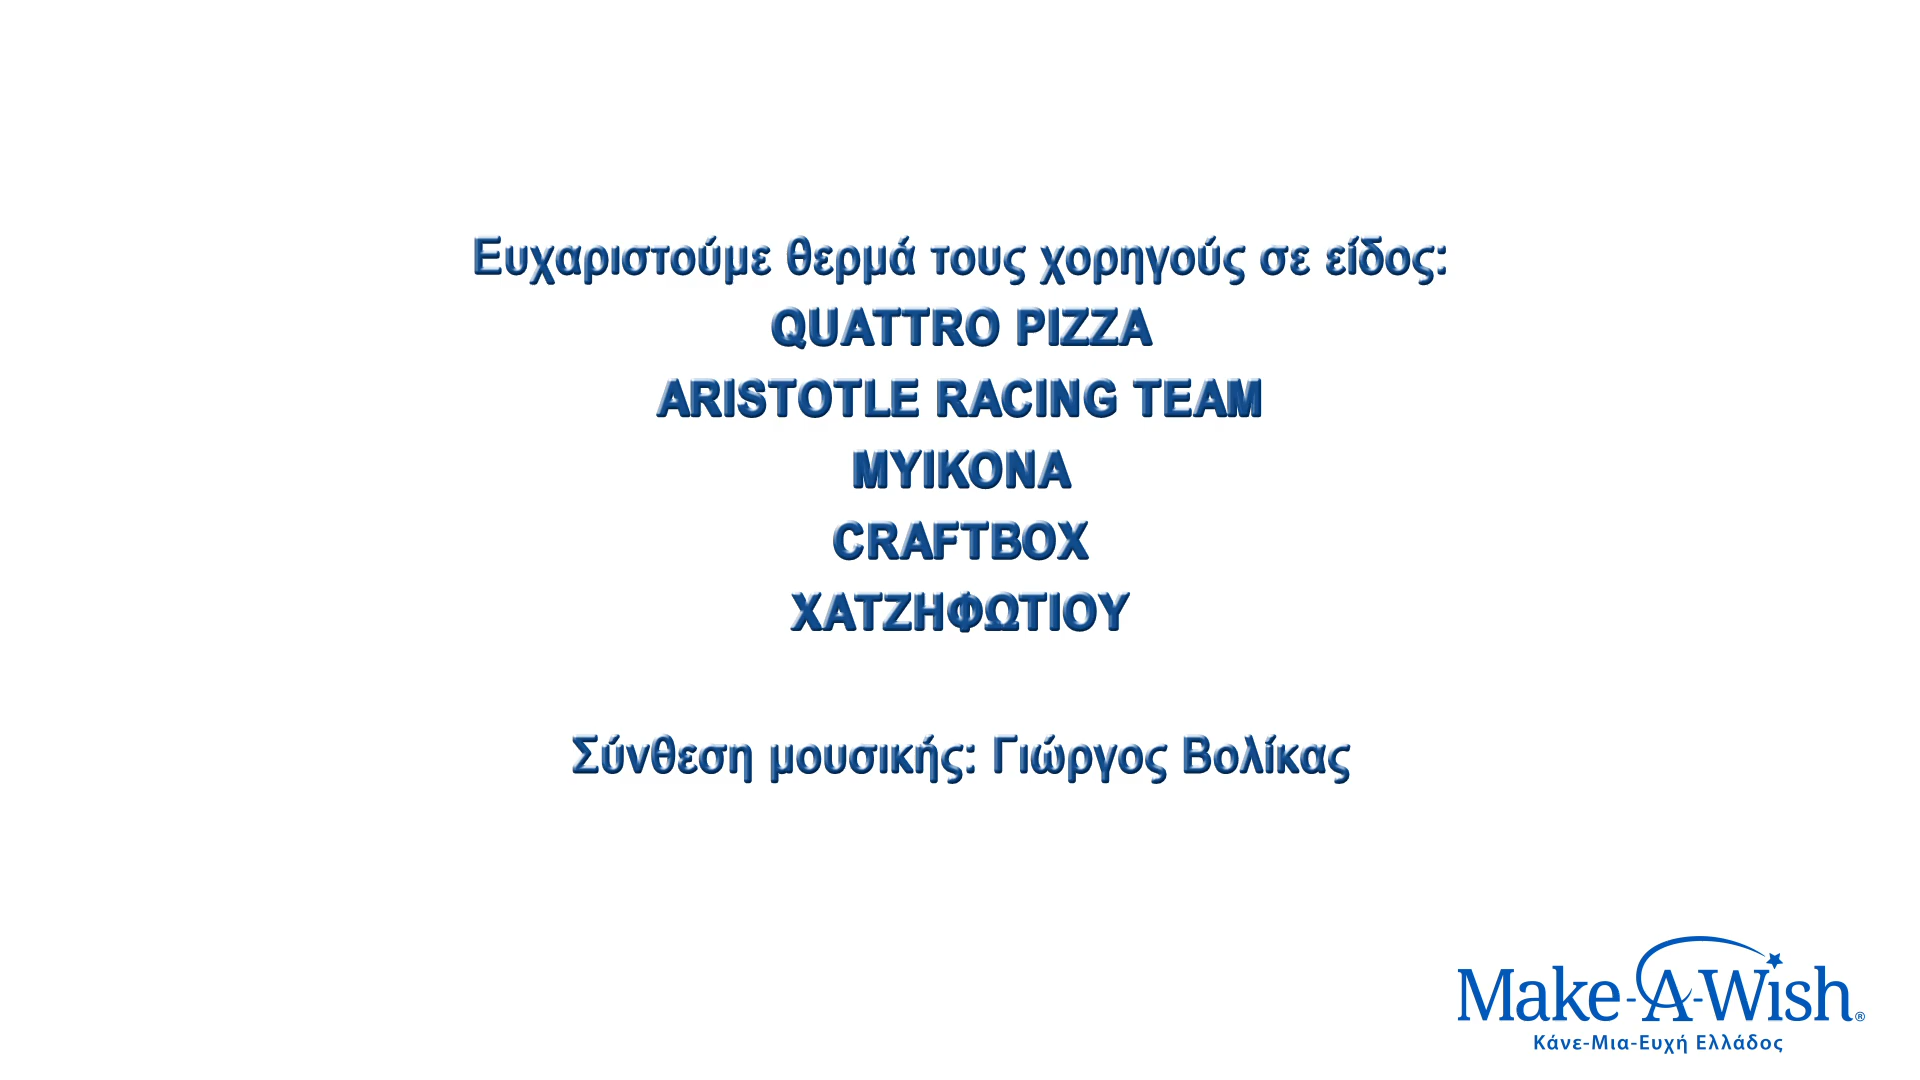 Ευχαριστούμε θερμά τους χορηγούς σε είδος:
QUATTRO PIZZA
ARISTOTLE RACING TEAM
MYIKONA
CRAFTBOX
ΧΑΤΖΗΦΩΤΙΟΥ
Σύνθεση μουσικής: Γιώργος Βολίκας
Make-A-Wish®
Κάνε-Μια-Ευχή Ελλάδος